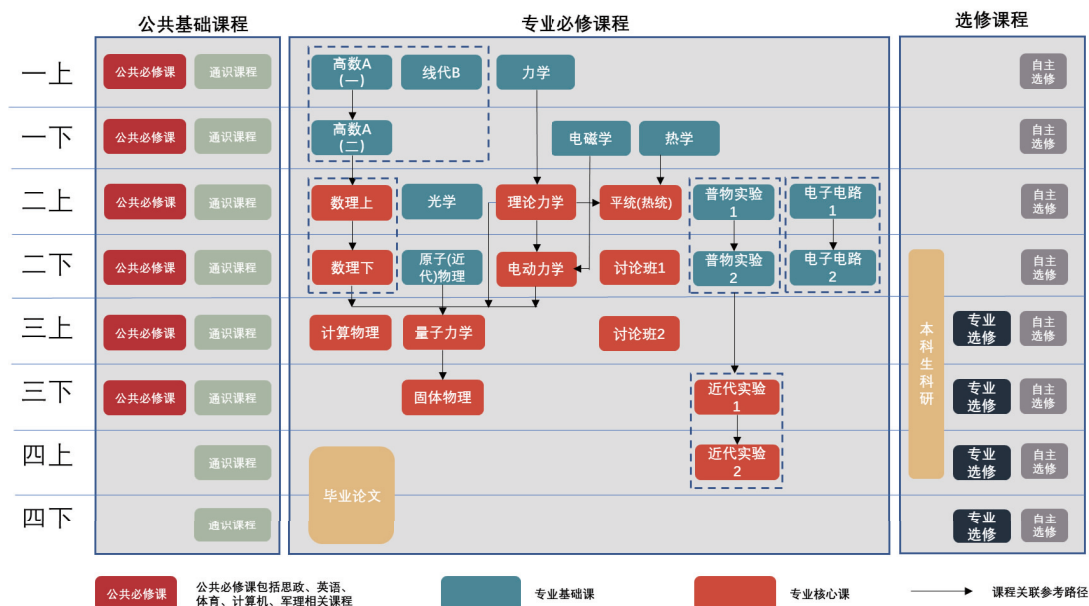 公共基础课程
专业必修课程
选修课程
一上
公共必修课
通识课程
高数A
(一)
线代B
力学
自主
选修
一下
公共必修课
通识课程
高数A
(二)
电磁学
热学
自主
选修
二上
公共必修课
通识课程
数理上
光学
理论力学
平统(热统)
普物实验
1
电子电路
1
自主
选修
二下
公共必修课
通识课程
数理下
原子(近
代)物理
电动力学
讨论班1
普物实验
2
电子电路
2
自主
选修
三上
公共必修课
通识课程
计算物理
量子力学
讨论班2
本科生科研
专业
选修
自主
选修
三下
公共必修课
通识课程
固体物理
近代实验
1
专业
选修
自主
选修
四上
通识课程
毕业论文
近代实验
2
专业
选修
自主
选修
四下
通识课程
专业
选修
自主
选修
公共必修课
公共必修课包括思政、英语、
体育、计算机、军理相关课程
专业基础课
专业核心课
课程关联参考路径